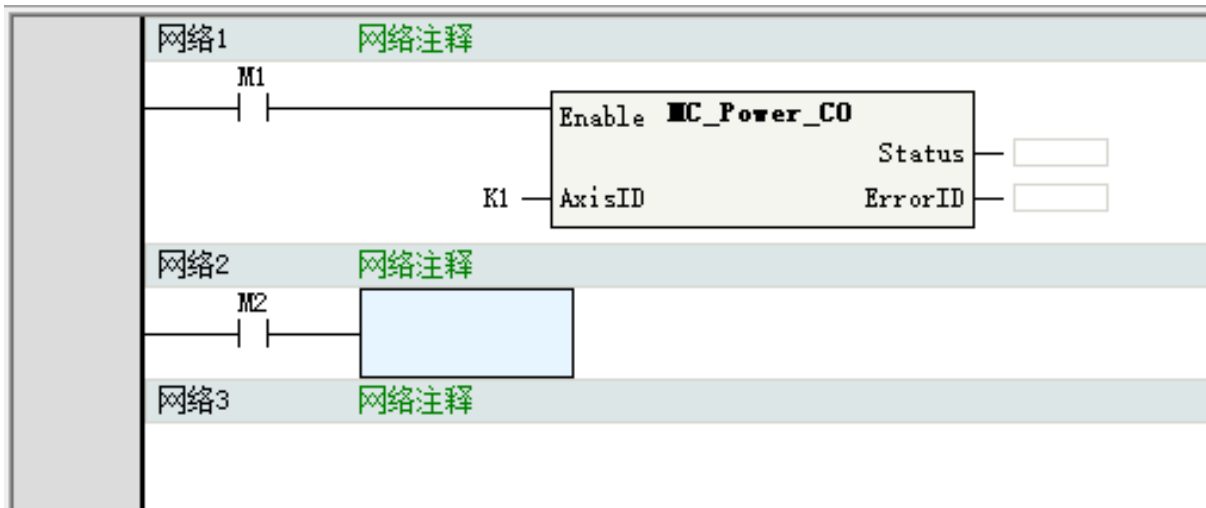 网络1 网络注释
M1
Enable MC_Power_CO
Status
K1 AxisID ErrorID
网络2 网络注释
M2
网络3 网络注释